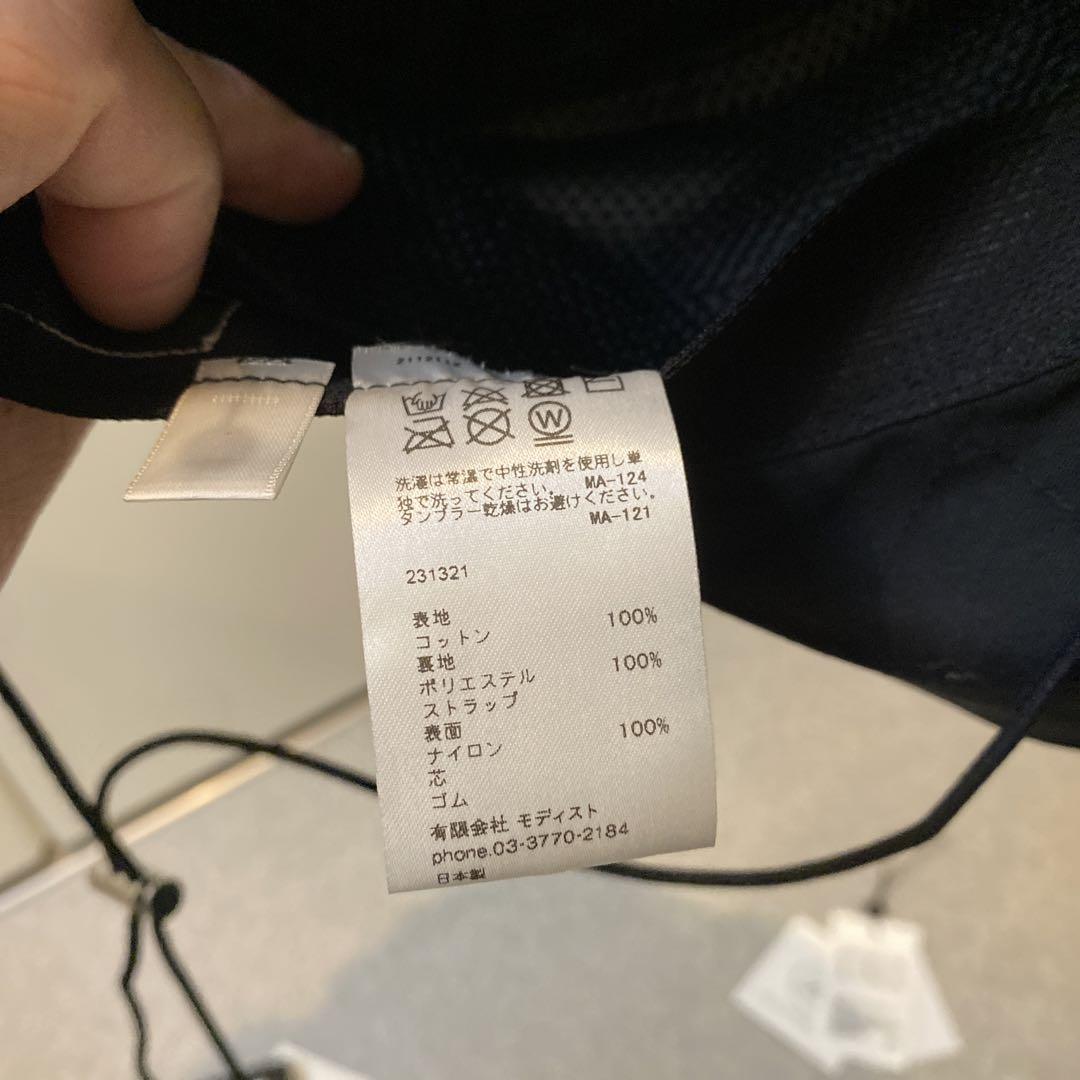 W
洗濯は常温で中性洗剤を使用し単
独で洗ってください。 MA-124
タンブラー乾燥はお避けください。
MA-121
231321
表地
コットン 100%
裏地
ポリエステル 100%
ストラップ
表面
ナイロン 100%
芯
ゴム
有限会社 モディスト
phone.03-3770-2184
日本製